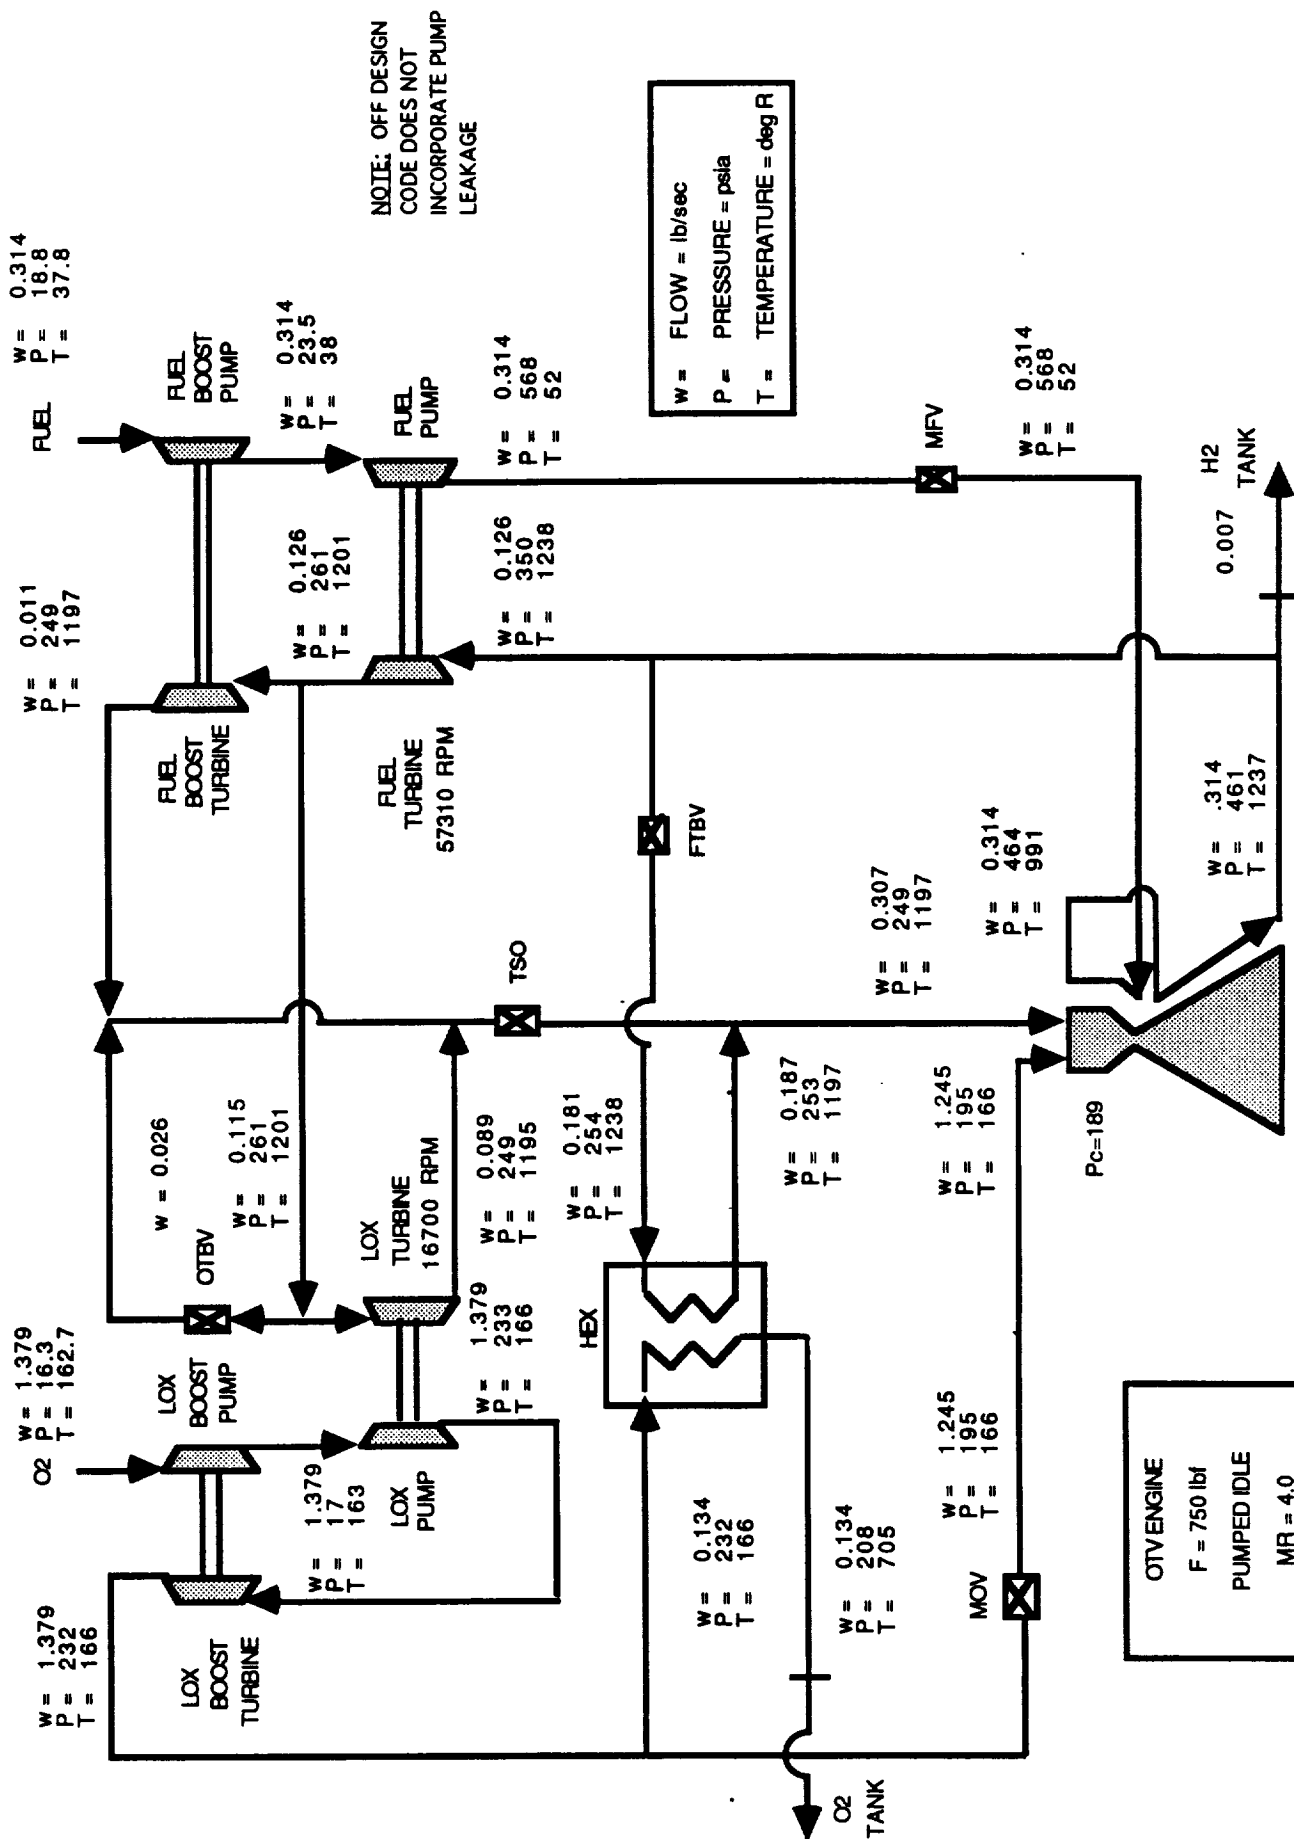 W = 0.314
P = 18.8
T = 37.8
FUEL
FUEL
BOOST
PUMP
NOTE: OFF DESIGN
CODE DOES NOT
INCORPORATE PUMP
LEAKAGE
W = 0.314
P = 23.5
T = 38
FUEL
PUMP
W = 0.314
P = 568
T = 52
W = FLOW = lb/sec
P = PRESSURE = psia
T = TEMPERATURE = deg R
MFV
W = 0.314
P = 568
T = 52
H2
TANK
0.007
W = 0.011
P = 249
T = 1197
FUEL
BOOST
TURBINE
W = 0.126
P = 261
T = 1201
FUEL
TURBINE
57310 RPM
W = 0.126
P = 350
T = 1238
FTBV
W = .314
P = 461
T = 1237
W = 0.314
P = 464
T = 991
W = 0.307
P = 249
T = 1197
TSO
W = 0.026
OTBV
W = 0.115
P = 261
T = 1201
LOX
TURBINE
16700 RPM
W = 0.089
P = 249
T = 1195
W = 0.181
P = 254
T = 1238
W = 0.187
P = 253
T = 1197
HEX
W = 1.245
P = 195
T = 166
Pc=189
W = 1.379
P = 16.3
T = 162.7
O2
LOX
BOOST
PUMP
W = 1.379
P = 233
T = 166
W = 1.379
P = 17
T = 163
LOX
PUMP
W = 1.379
P = 232
T = 166
LOX
BOOST
TURBINE
W = 0.134
P = 232
T = 166
W = 0.134
P = 208
T = 705
W = 1.245
P = 195
T = 166
MOV
O2
TANK
OTV ENGINE
F = 750 lbf
PUMPED IDLE
MR = 4.0